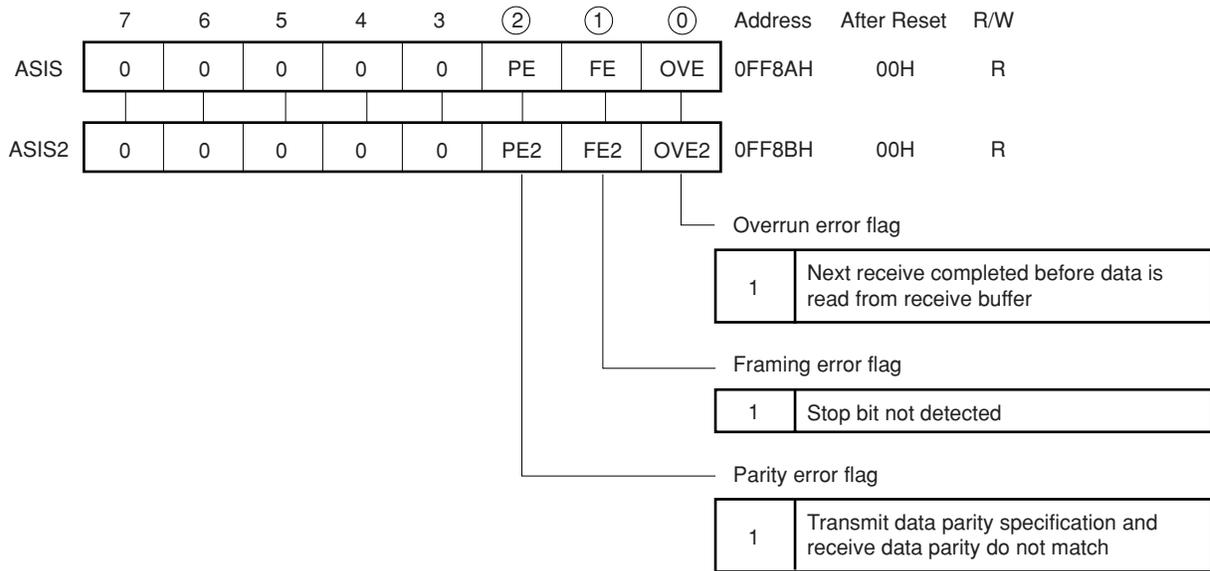 7 6 5 4 3 2 1 0 Address After Reset R/W
ASIS 0 0 0 0 0 PE FE OVE 0FF8AH 00H R
ASIS2 0 0 0 0 0 PE2 FE2 OVE2 0FF8BH 00H R
Overrun error flag
1 Next receive completed before data is
read from receive buffer
Framing error flag
1 Stop bit not detected
Parity error flag
1 Transmit data parity specification and
receive data parity do not match